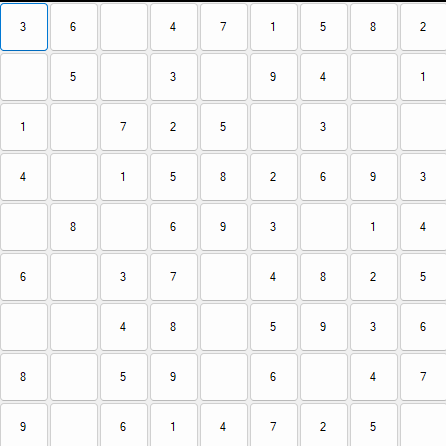 3 6 4 7 1 5 8 2
5 3 9 4 1
1 7 2 5 3
4 1 5 8 2 6 9 3
8 6 9 3 1 4
6 3 7 4 8 2 5
4 8 5 9 3 6
8 5 9 6 4 7
9 6 1 4 7 2 5